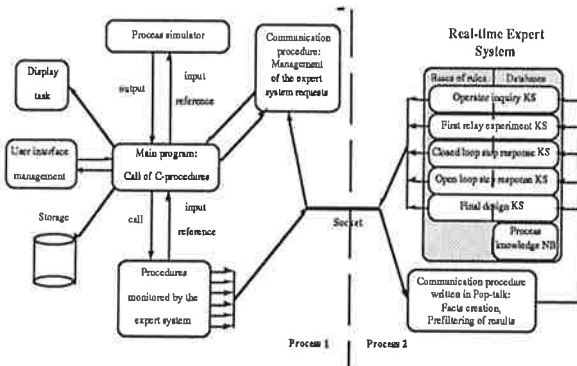 Process simulator
Communication
procedure:
Management
of the expert
system requests
Real-time Expert
System
Display
task
output
input
reference
Bases of rules
Databases
Operator inquiry KS
First relay experiment KS
Closed loop step response KS
Open loop step response KS
Final design KS
Process
knowledge NB
User interface
management
Main program:
Call of C-procedures
Storage
call
input
reference
Socket
Procedures
monitored by the
expert system
Communication procedure
written in Pop-talk:
Facts creation,
Prefiltering of results
Process 1
Process 2